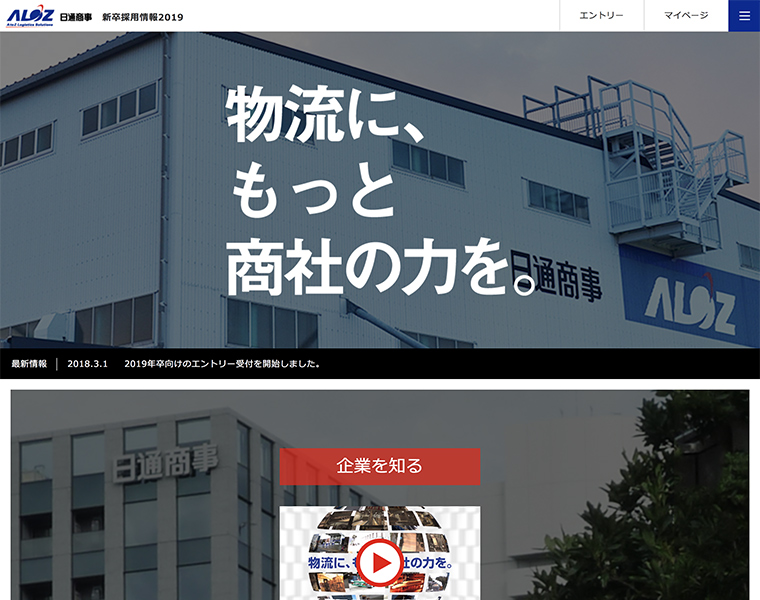 ALOZ
AtoZ Logistics Solutions
日通商事 新卒採用情報2019
エントリー
マイページ
物流に、
もっと
商社の力を。
日通商事
ALOZ
最新情報 2018.3.1 2019年卒向けのエントリー受付を開始しました。
日通商事
企業を知る
物流に、も
社の力を。